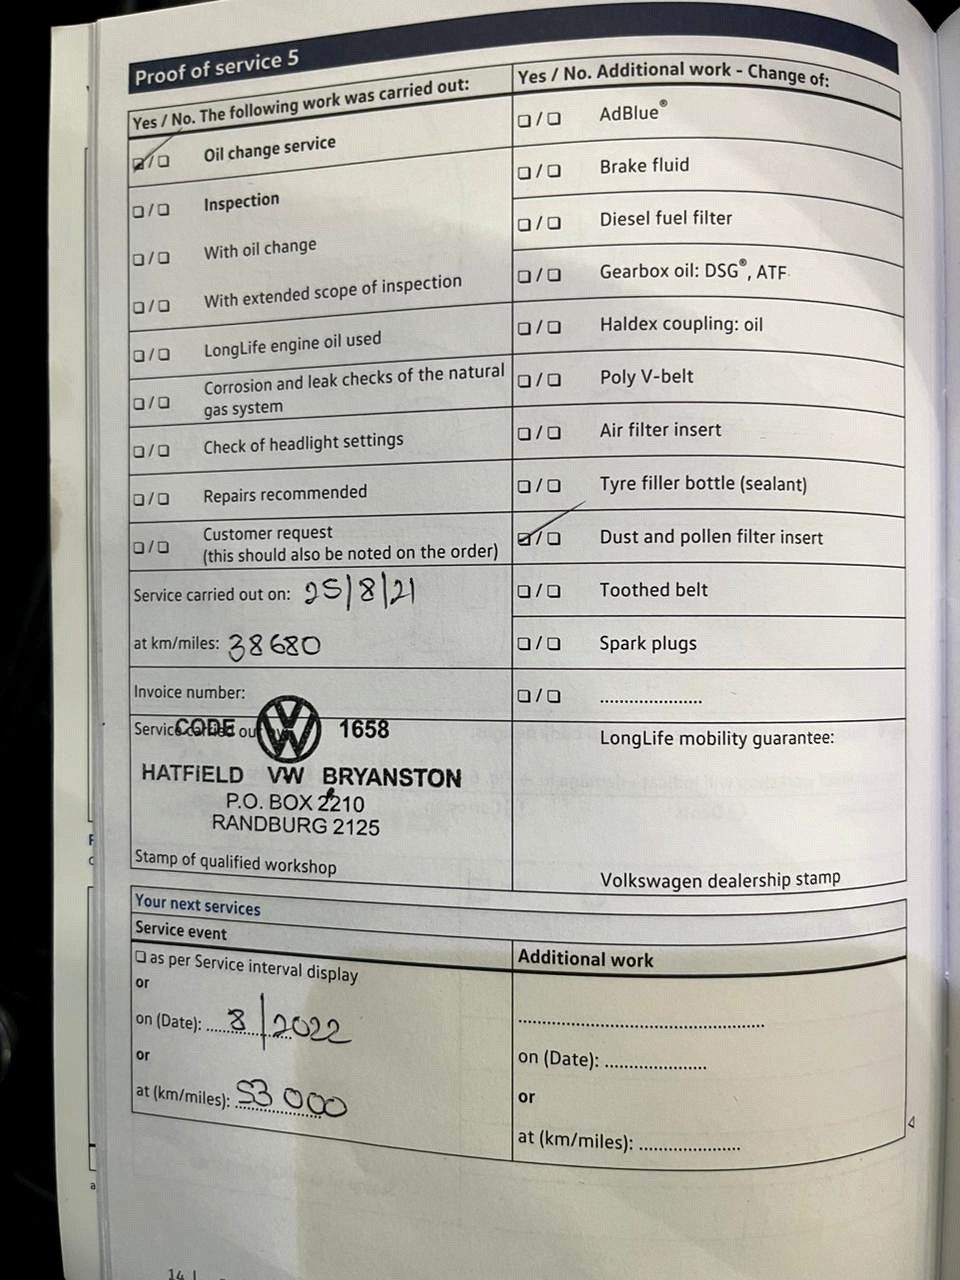 Proof of service 5
Yes / No. The following work was carried out:
☑/☐ Oil change service
☐/☐ Inspection
☐/☐ With oil change
☐/☐ With extended scope of inspection
☐/☐ LongLife engine oil used
☐/☐ Corrosion and leak checks of the natural
gas system
☐/☐ Check of headlight settings
☐/☐ Repairs recommended
☐/☐ Customer request
(this should also be noted on the order)
Service carried out on: 25/8/21
at km/miles: 38680
Invoice number:
Service carried out by:
CODE VW 1658
HATFiELD VW BRYANSTON
P.O. BOX 2210
RANDBURG 2125
Stamp of qualified workshop
Yes / No. Additional work - Change of:
☐/☐ AdBlue®
☐/☐ Brake fluid
☐/☐ Diesel fuel filter
☐/☐ Gearbox oil: DSG®, ATF.
☐/☐ Haldex coupling: oil
☐/☐ Poly V-belt
☐/☐ Air filter insert
☐/☐ Tyre filler bottle (sealant)
☑/☐ Dust and pollen filter insert
☐/☐ Toothed belt
☐/☐ Spark plugs
☐/☐ .....................
LongLife mobility guarantee:
Volkswagen dealership stamp
Your next services
Service event
☐ as per Service interval display
or
on (Date): 8/2022
or
at (km/miles): 53 000
Additional work
..................................................
on (Date): .....................
or
at (km/miles): .....................
14 |